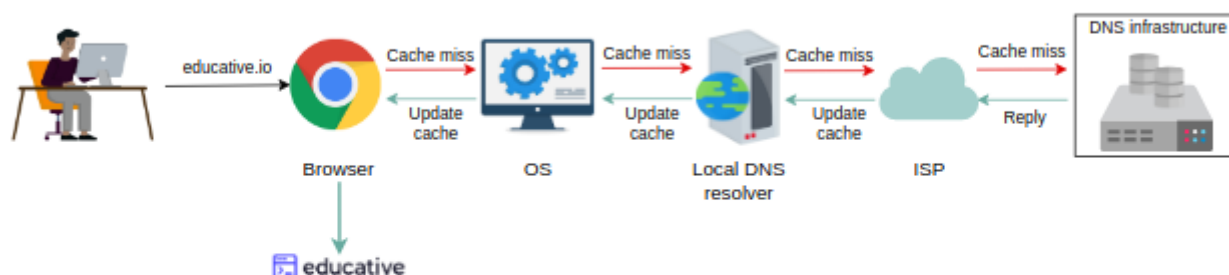 DNS infrastructure
educative.io
Cache miss
Cache miss
Cache miss
Cache miss
Update
cache
Update
cache
Update
cache
Reply
Browser
OS
Local DNS
resolver
ISP
educative